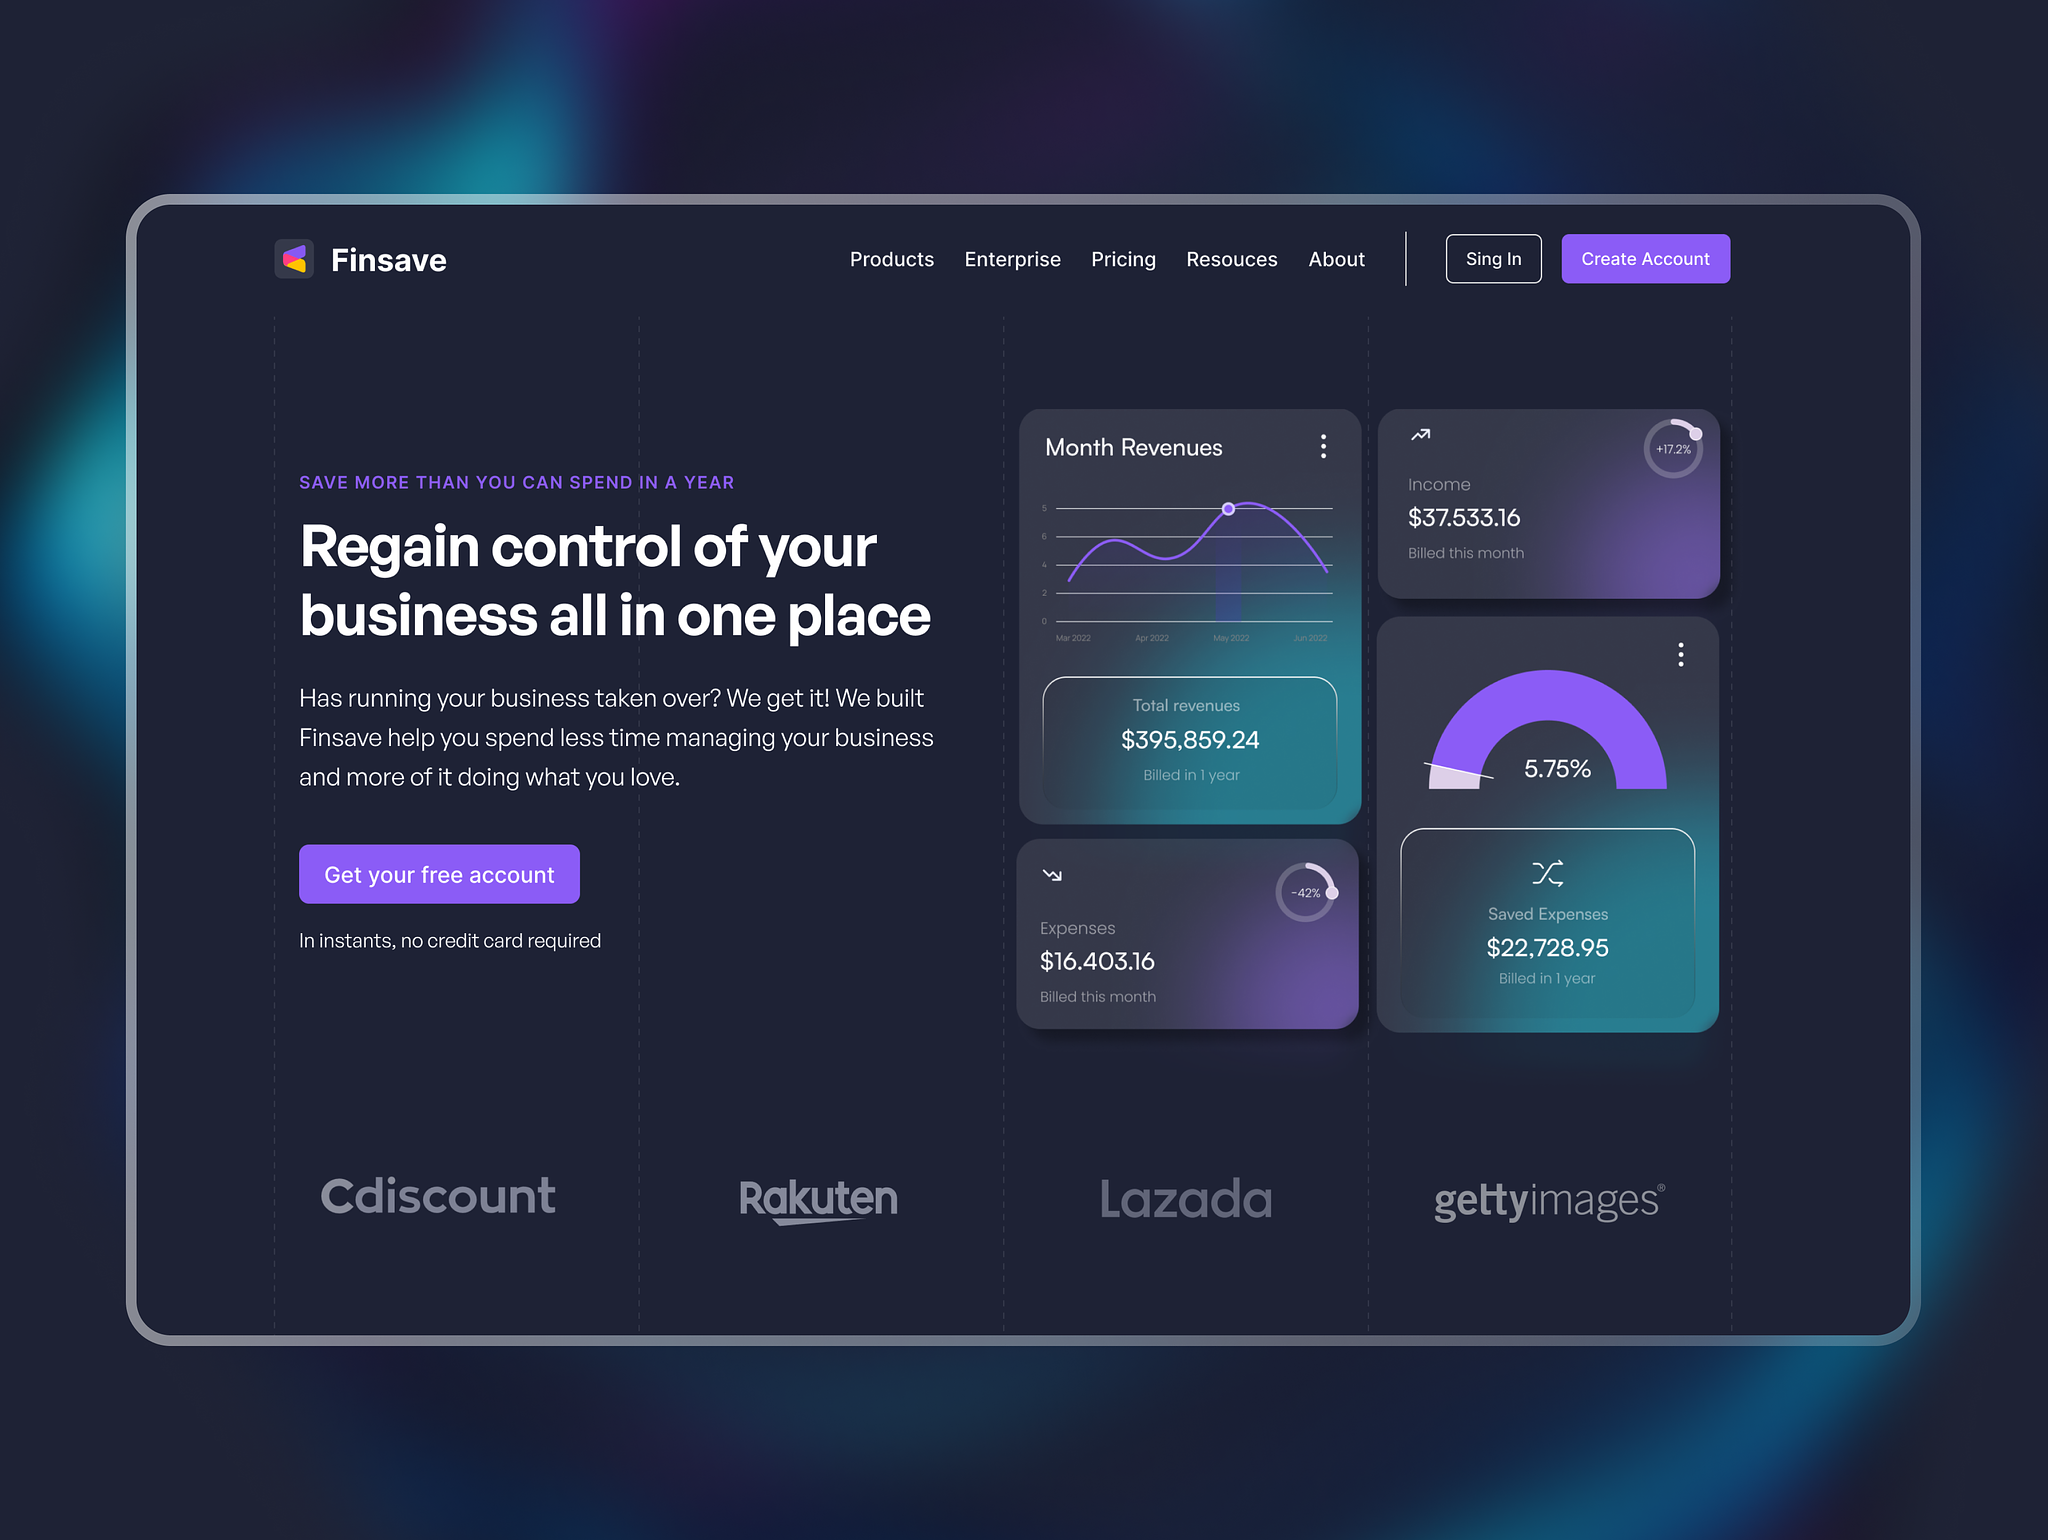 Finsave
Products Enterprise Pricing Resouces About
Sing In
Create Account
SAVE MORE THAN YOU CAN SPEND IN A YEAR
Regain control of your
business all in one place
Has running your business taken over? We get it! We built
Finsave help you spend less time managing your business
and more of it doing what you love.
Get your free account
In instants, no credit card required
Month Revenues
5
6
4
2
0
Mar 2022 Apr 2022 May 2022 Jun 2022
Total revenues
$395,859.24
Billed in 1 year
+17.2%
Income
$37.533.16
Billed this month
-42%
Expenses
$16.403.16
Billed this month
5.75%
Saved Expenses
$22,728.95
Billed in 1 year
Cdiscount
Rakuten
Lazada
gettyimages®